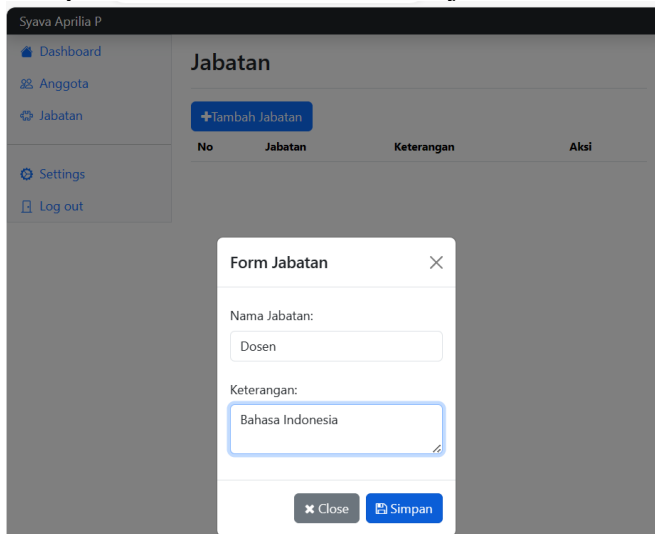 Syava Aprilia P
Dashboard
Anggota
Jabatan
Settings
Log out
Jabatan
+Tambah Jabatan
No Jabatan Keterangan Aksi
Form Jabatan
Nama Jabatan:
Dosen
Keterangan:
Bahasa Indonesia
Close Simpan